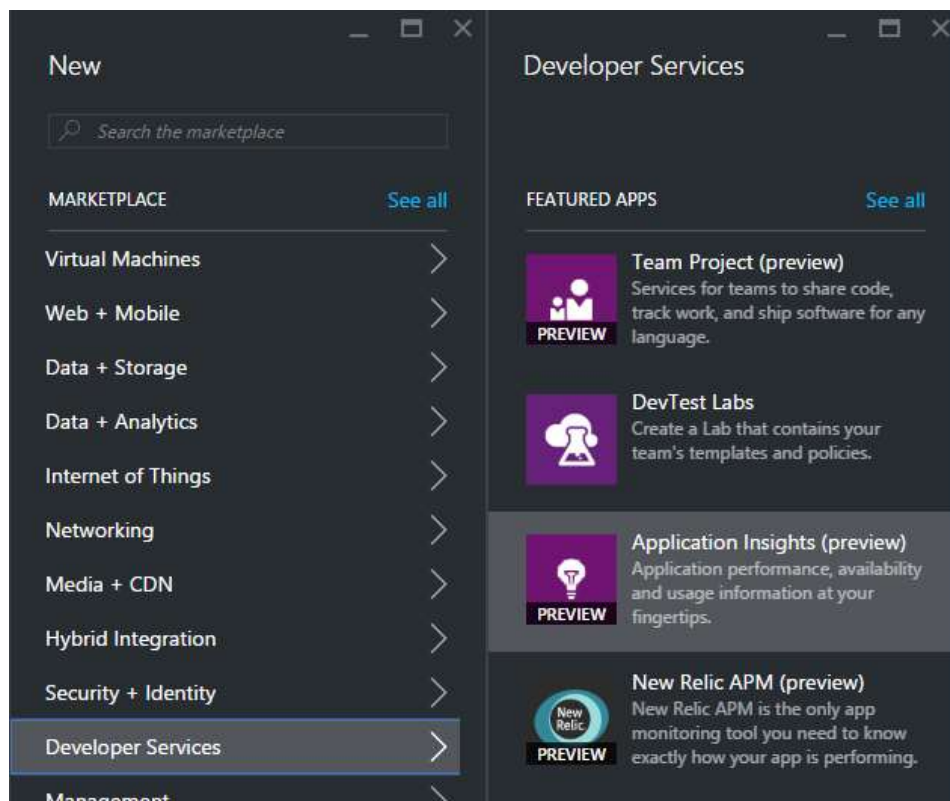 New
Search the marketplace
MARKETPLACE
See all
Virtual Machines
Web + Mobile
Data + Storage
Data + Analytics
Internet of Things
Networking
Media + CDN
Hybrid Integration
Security + Identity
Developer Services
Management
Developer Services
FEATURED APPS
See all
PREVIEW
Team Project (preview)
Services for teams to share code,
track work, and ship software for any
language.
DevTest Labs
Create a Lab that contains your
team's templates and policies.
PREVIEW
Application Insights (preview)
Application performance, availability
and usage information at your
fingertips.
New
Relic
PREVIEW
New Relic APM (preview)
New Relic APM is the only app
monitoring tool you need to know
exactly how your app is performing.